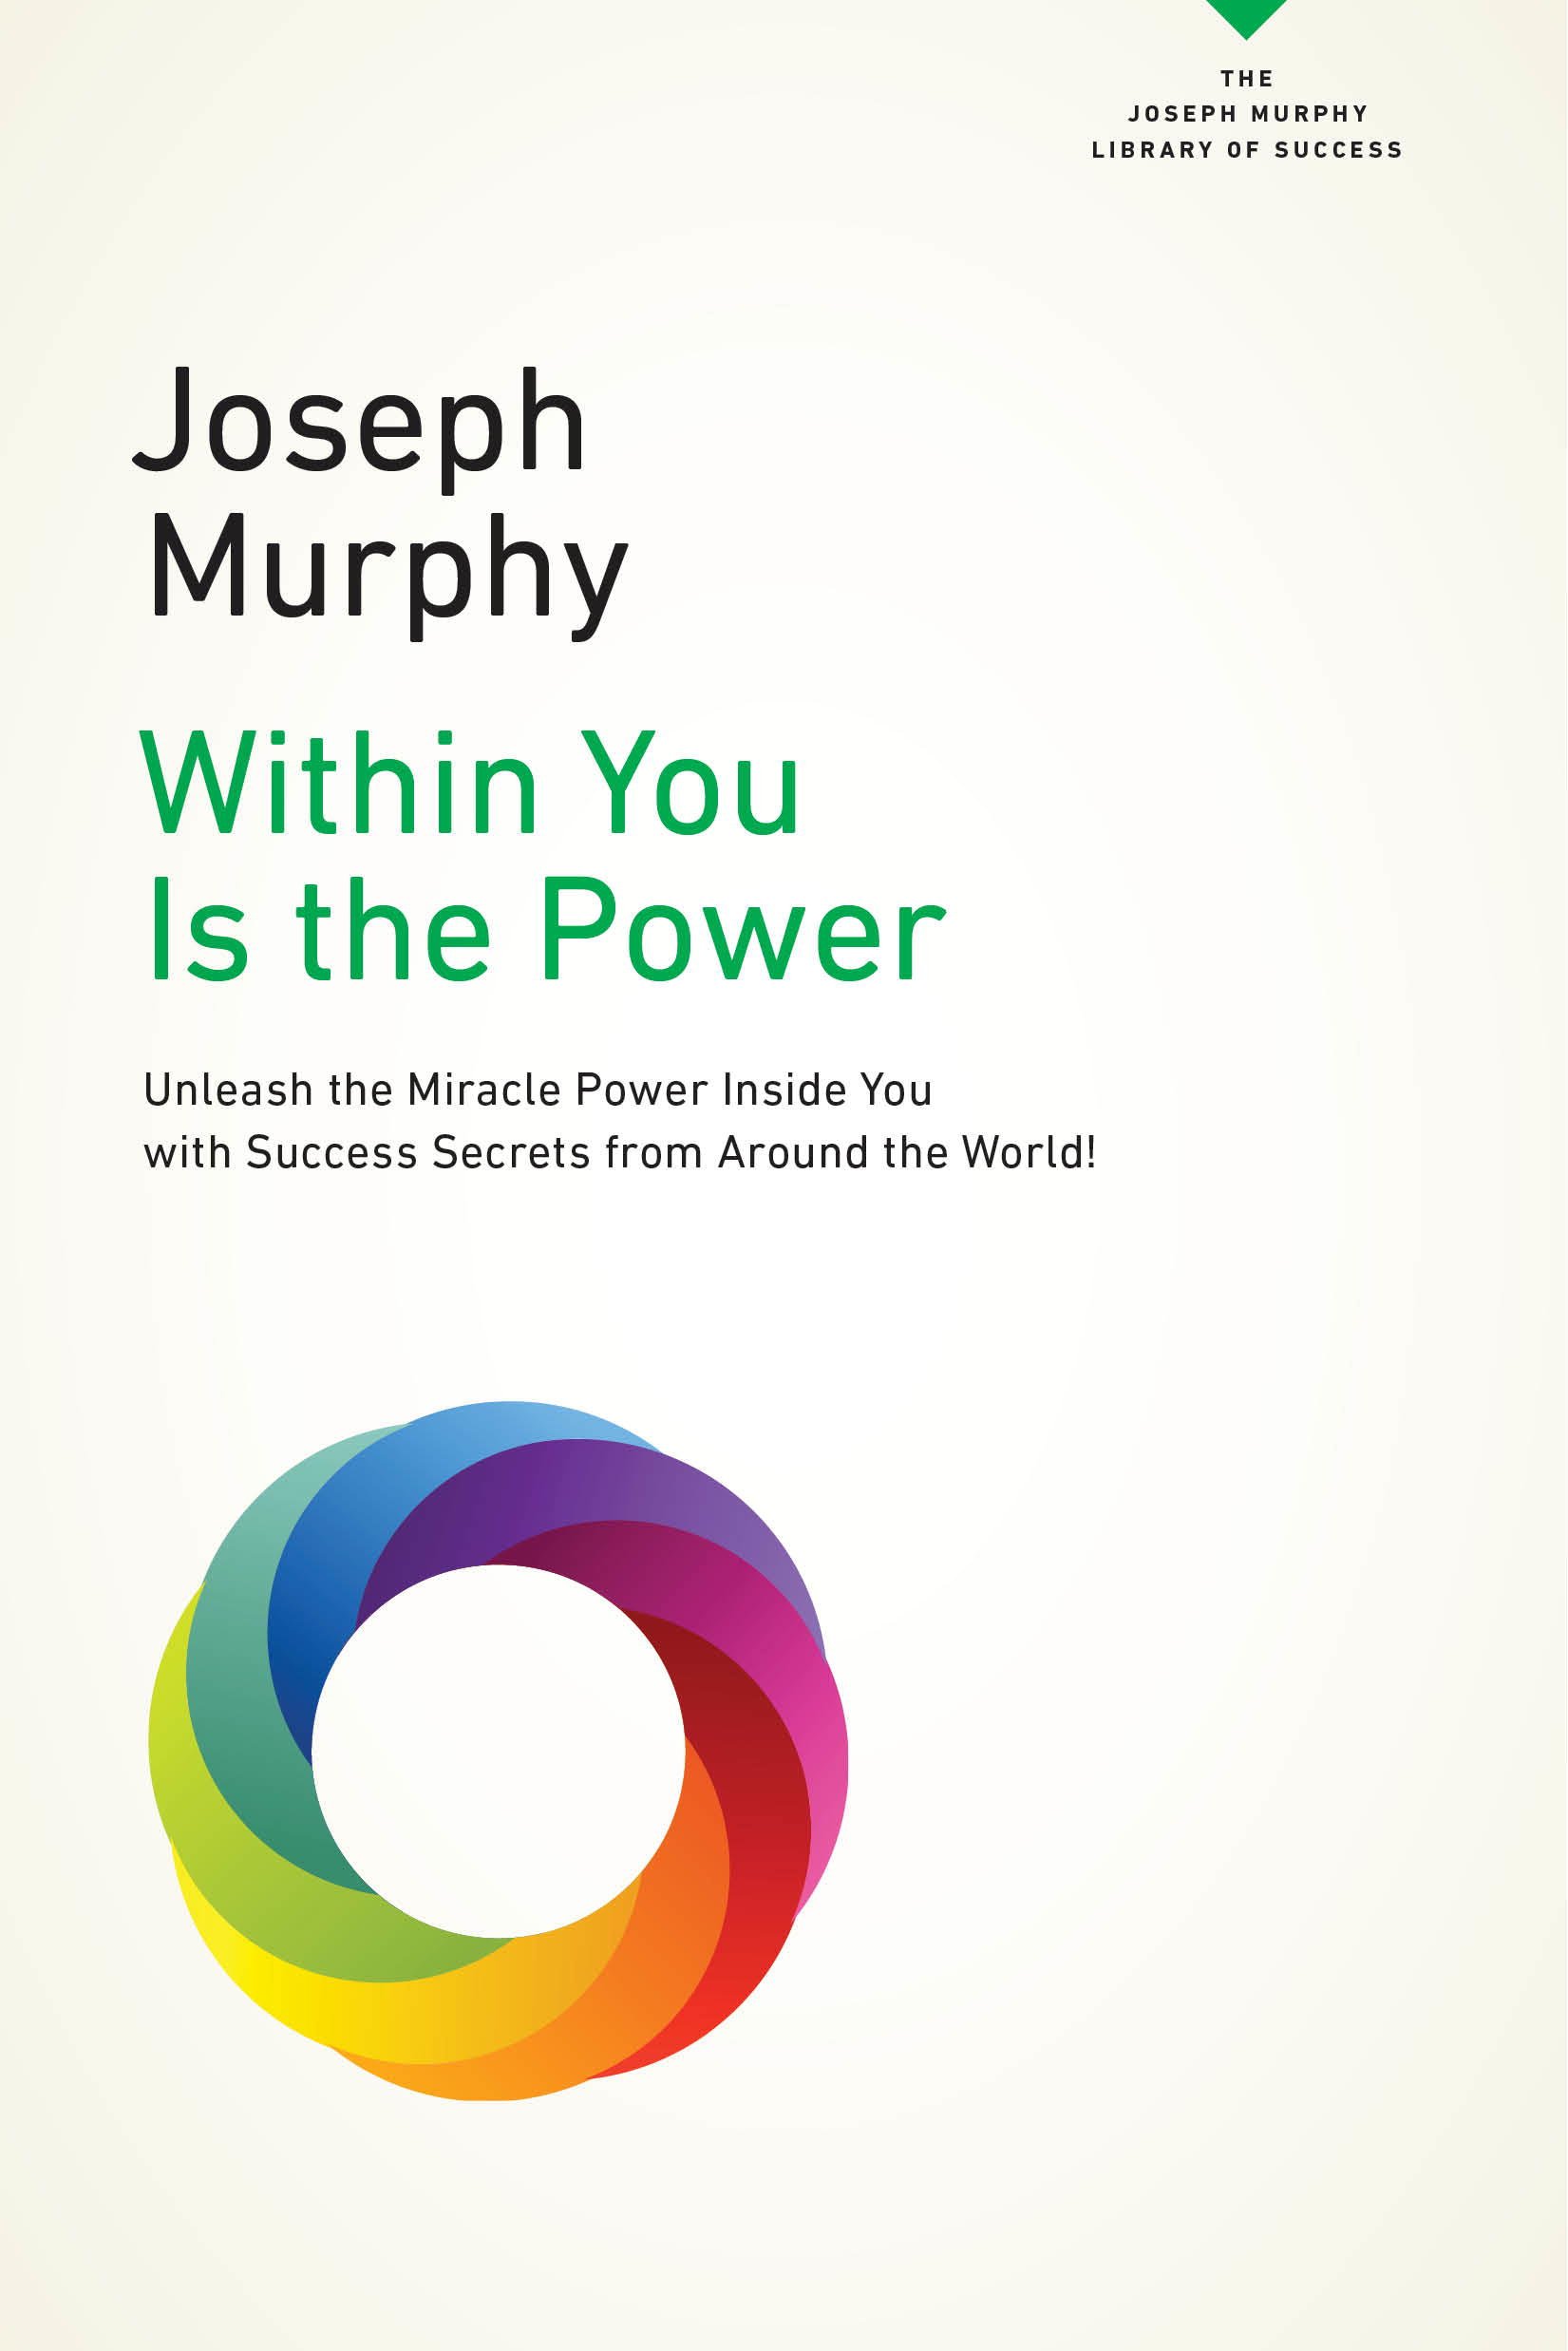 THE
JOSEPH MURPHY
LIBRARY OF SUCCESS
Joseph
Murphy
Within You
Is the Power
Unleash the Miracle Power Inside You
with Success Secrets from Around the World!